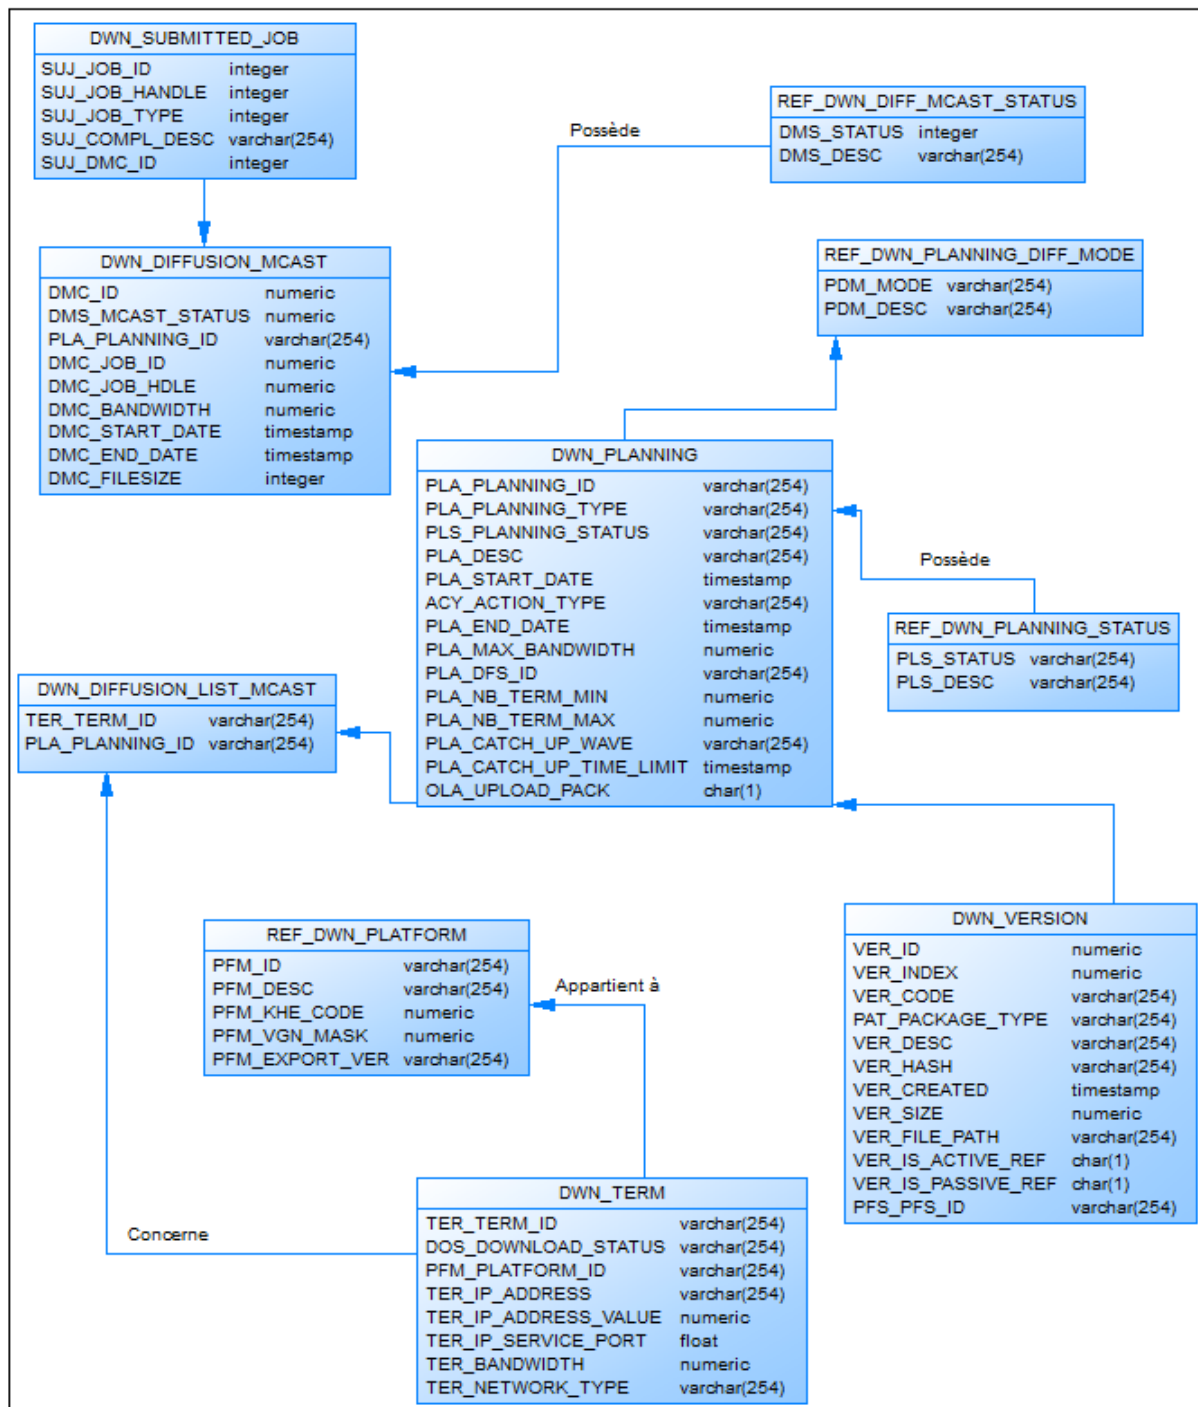 DWN_SUBMITTED_JOB
SUJ_JOB_ID integer
SUJ_JOB_HANDLE integer
SUJ_JOB_TYPE integer
SUJ_COMPL_DESC varchar(254)
SUJ_DMC_ID integer
REF_DWN_DIFF_MCAST_STATUS
DMS_STATUS integer
DMS_DESC varchar(254)
Possède
DWN_DIFFUSION_MCAST
DMC_ID numeric
DMS_MCAST_STATUS numeric
PLA_PLANNING_ID varchar(254)
DMC_JOB_ID numeric
DMC_JOB_HDLE numeric
DMC_BANDWIDTH numeric
DMC_START_DATE timestamp
DMC_END_DATE timestamp
DMC_FILESIZE integer
REF_DWN_PLANNING_DIFF_MODE
PDM_MODE varchar(254)
PDM_DESC varchar(254)
DWN_PLANNING
PLA_PLANNING_ID varchar(254)
PLA_PLANNING_TYPE varchar(254)
PLS_PLANNING_STATUS varchar(254)
PLA_DESC varchar(254)
PLA_START_DATE timestamp
ACY_ACTION_TYPE varchar(254)
PLA_END_DATE timestamp
PLA_MAX_BANDWIDTH numeric
PLA_DFS_ID varchar(254)
PLA_NB_TERM_MIN numeric
PLA_NB_TERM_MAX numeric
PLA_CATCH_UP_WAVE varchar(254)
PLA_CATCH_UP_TIME_LIMIT timestamp
OLA_UPLOAD_PACK char(1)
Possède
REF_DWN_PLANNING_STATUS
PLS_STATUS varchar(254)
PLS_DESC varchar(254)
DWN_DIFFUSION_LIST_MCAST
TER_TERM_ID varchar(254)
PLA_PLANNING_ID varchar(254)
REF_DWN_PLATFORM
PFM_ID varchar(254)
PFM_DESC varchar(254)
PFM_KHE_CODE numeric
PFM_VGN_MASK numeric
PFM_EXPORT_VER varchar(254)
Appartient à
DWN_VERSION
VER_ID numeric
VER_INDEX numeric
VER_CODE varchar(254)
PAT_PACKAGE_TYPE varchar(254)
VER_DESC varchar(254)
VER_HASH varchar(254)
VER_CREATED timestamp
VER_SIZE numeric
VER_FILE_PATH varchar(254)
VER_IS_ACTIVE_REF char(1)
VER_IS_PASSIVE_REF char(1)
PFS_PFS_ID varchar(254)
Concerne
DWN_TERM
TER_TERM_ID varchar(254)
DOS_DOWNLOAD_STATUS varchar(254)
PFM_PLATFORM_ID varchar(254)
TER_IP_ADDRESS varchar(254)
TER_IP_ADDRESS_VALUE numeric
TER_IP_SERVICE_PORT float
TER_BANDWIDTH numeric
TER_NETWORK_TYPE varchar(254)